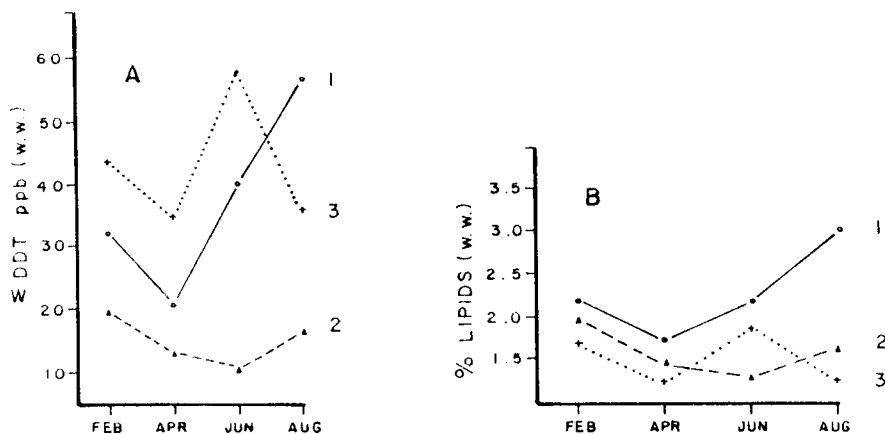 A
Σ DDT ppb (w.w.)
60
50
40
30
20
10
1
3
2
FEB APR JUN AUG
B
% LIPIDS (w.w.)
3.5
3.0
2.5
2.0
1.5
1
2
3
FEB APR JUN AUG